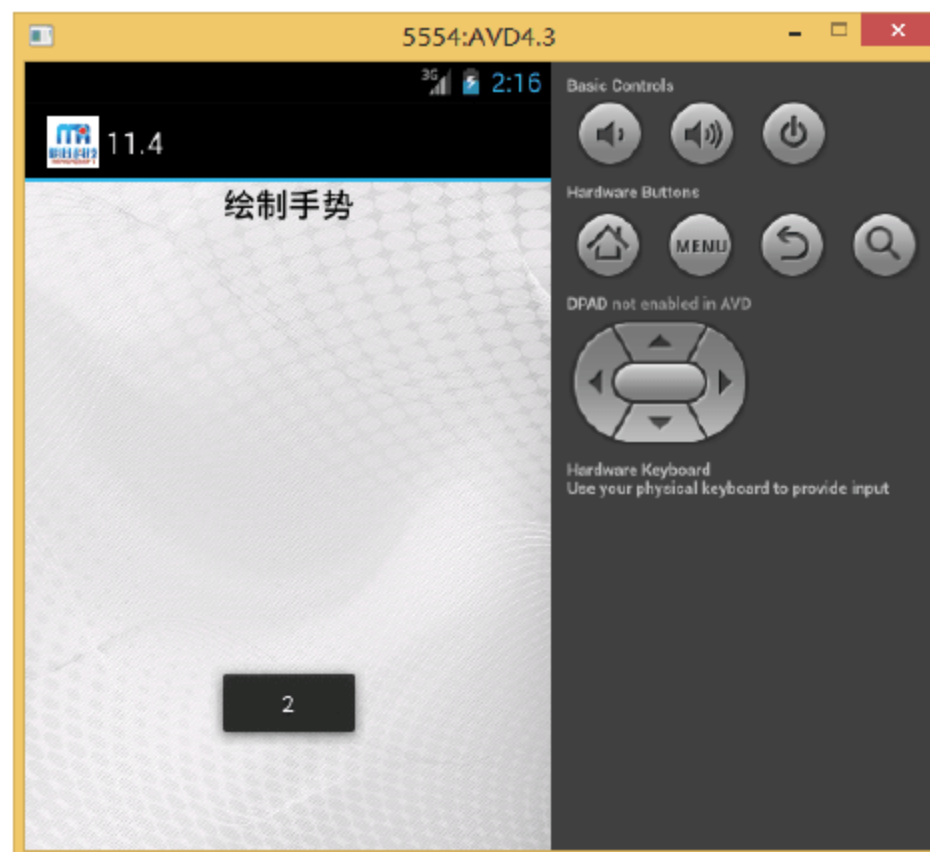 5554:AVD4.3
3G 2:16
11.4
绘制手势
2
Basic Controls
Hardware Buttons
MENU
DPAD not enabled in AVD
Hardware Keyboard
Use your physical keyboard to provide input